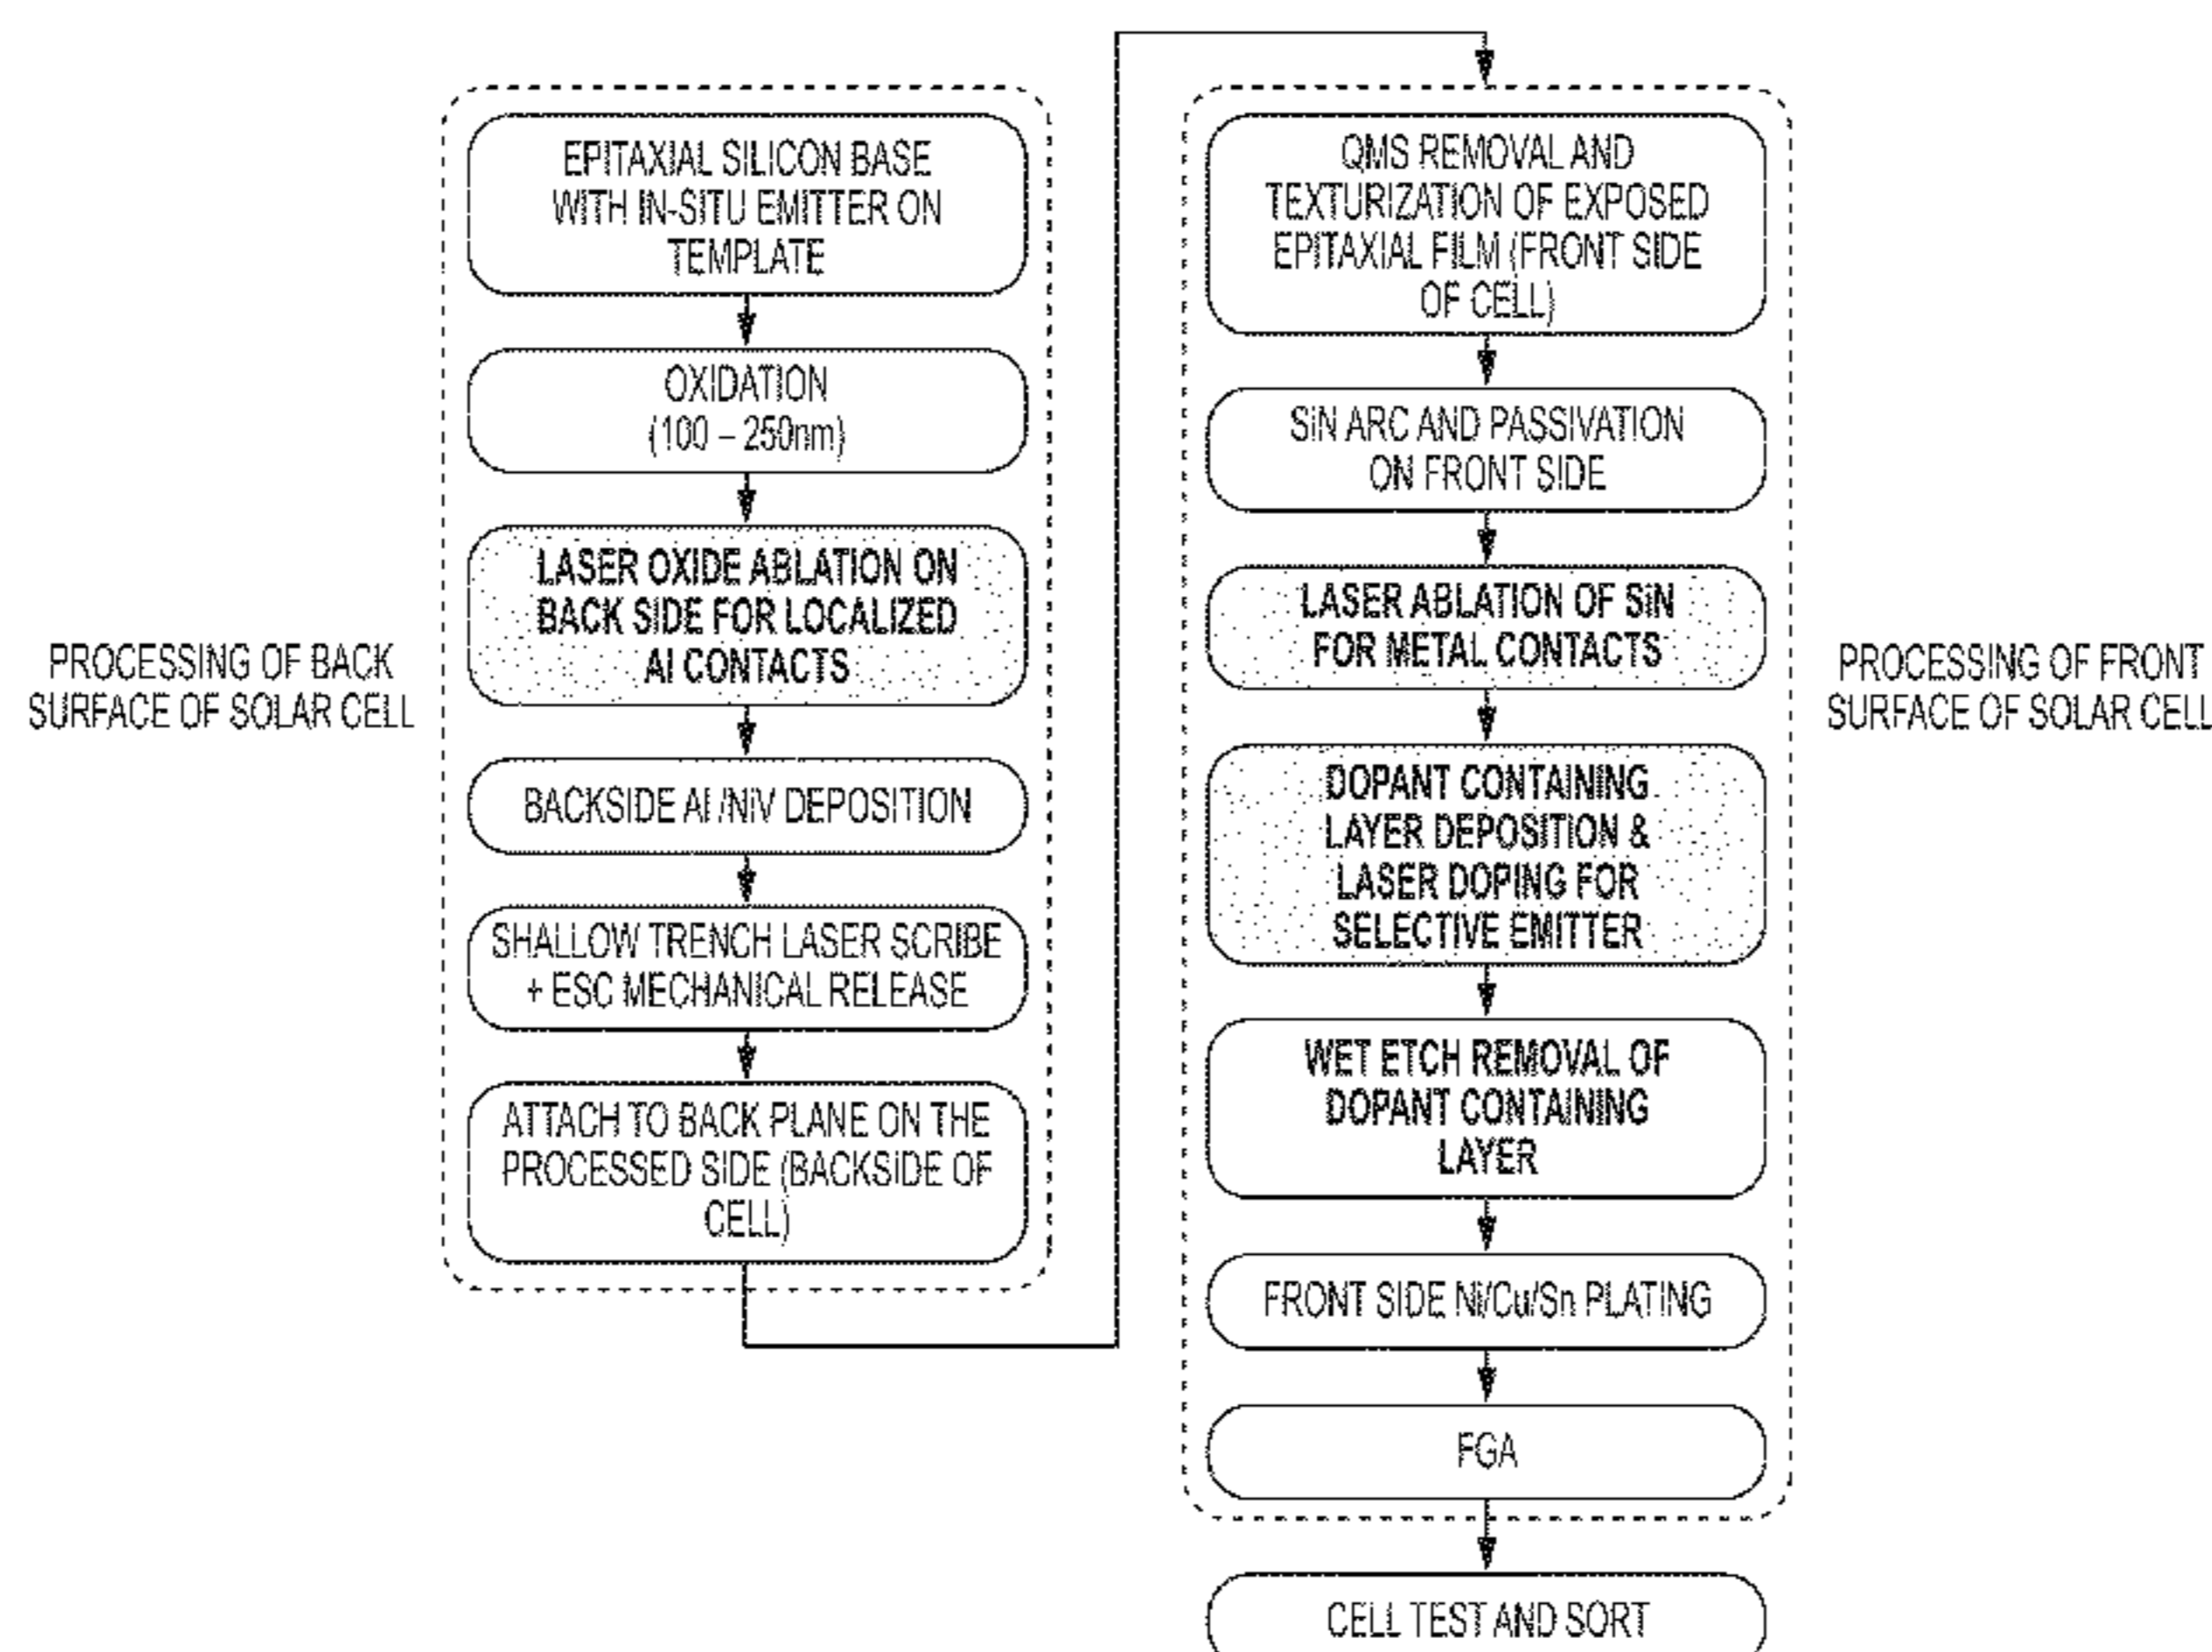 PROCESSING OF BACK
SURFACE OF SOLAR CELL
EPITAXIAL SILICON BASE
WITH IN-SITU EMITTER ON
TEMPLATE
OXIDATION
(100 – 250nm)
LASER OXIDE ABLATION ON
BACK SIDE FOR LOCALIZED
Al CONTACTS
BACKSIDE Al /NiV DEPOSITION
SHALLOW TRENCH LASER SCRIBE
+ ESC MECHANICAL RELEASE
ATTACH TO BACK PLANE ON THE
PROCESSED SIDE (BACKSIDE OF
CELL)
QMS REMOVAL AND
TEXTURIZATION OF EXPOSED
EPITAXIAL FILM (FRONT SIDE
OF CELL)
SiN ARC AND PASSIVATION
ON FRONT SIDE
LASER ABLATION OF SiN
FOR METAL CONTACTS
DOPANT CONTAINING
LAYER DEPOSITION &
LASER DOPING FOR
SELECTIVE EMITTER
WET ETCH REMOVAL OF
DOPANT CONTAINING
LAYER
FRONT SIDE Ni/Cu/Sn PLATING
FGA
CELL TEST AND SORT
PROCESSING OF FRONT
SURFACE OF SOLAR CELL